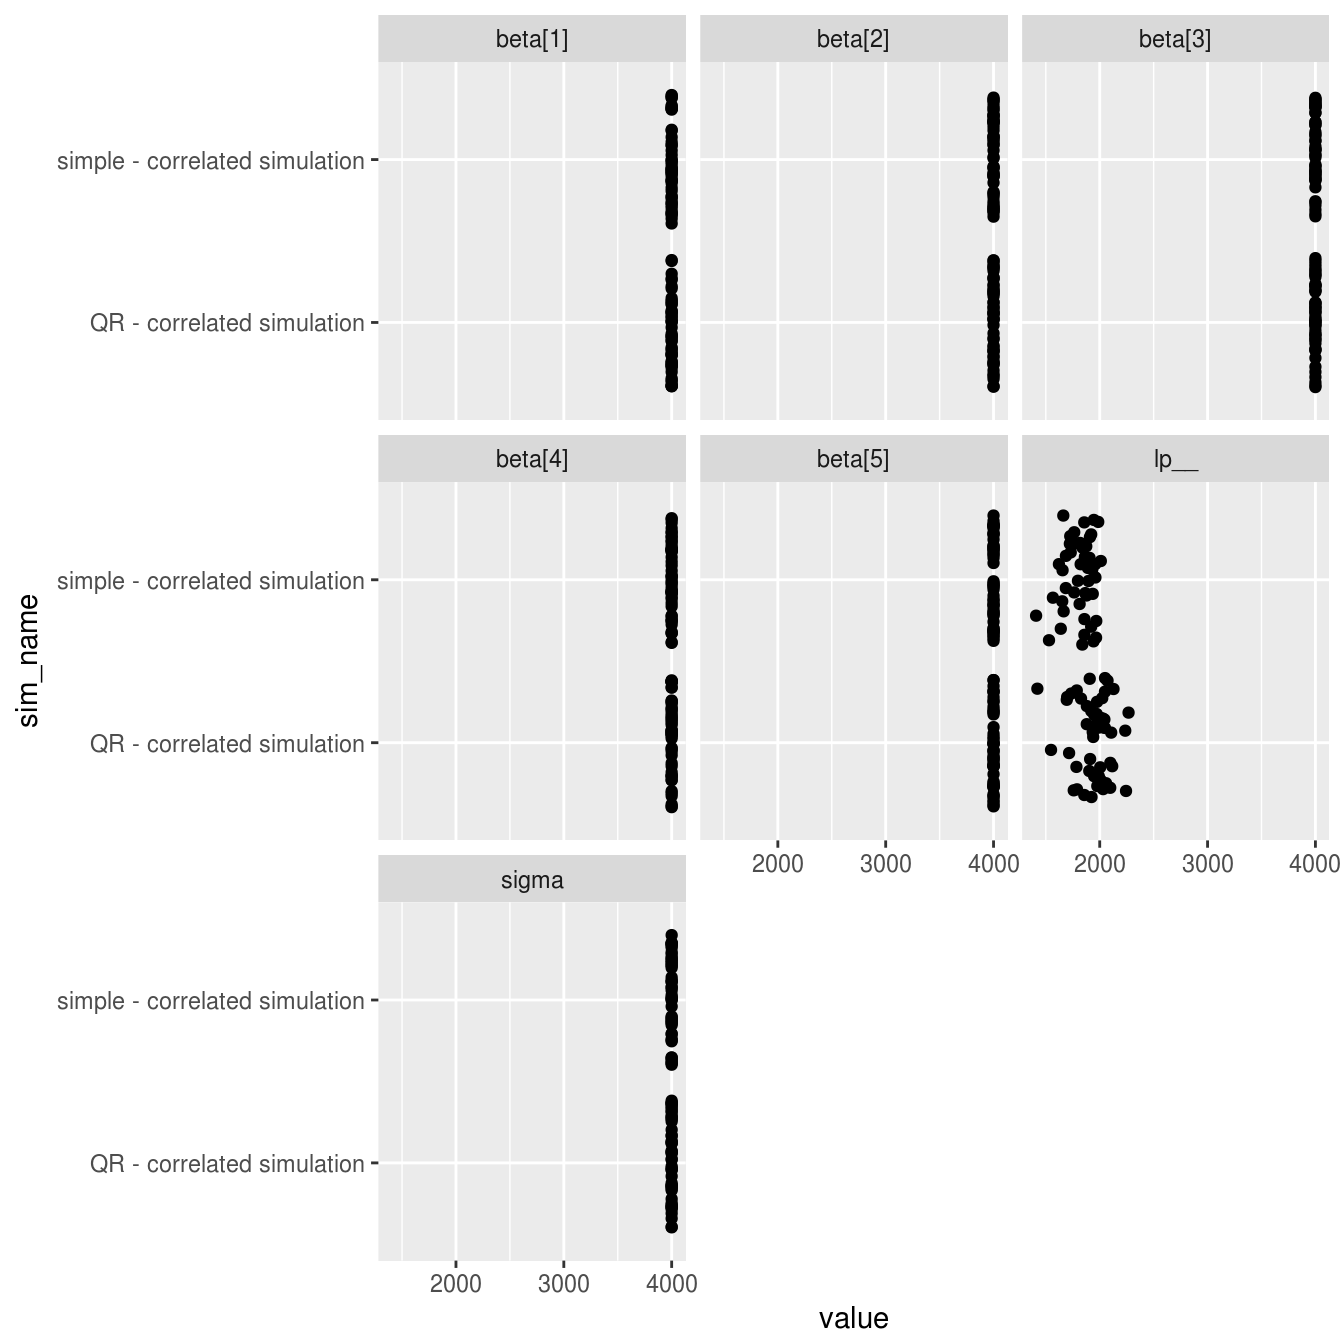 beta[1]
beta[2]
beta[3]
simple - correlated simulation
QR - correlated simulation
beta[4]
beta[5]
lp__
simple - correlated simulation
QR - correlated simulation
2000 3000 4000
2000 3000 4000
sigma
simple - correlated simulation
QR - correlated simulation
2000 3000 4000
value
sim_name